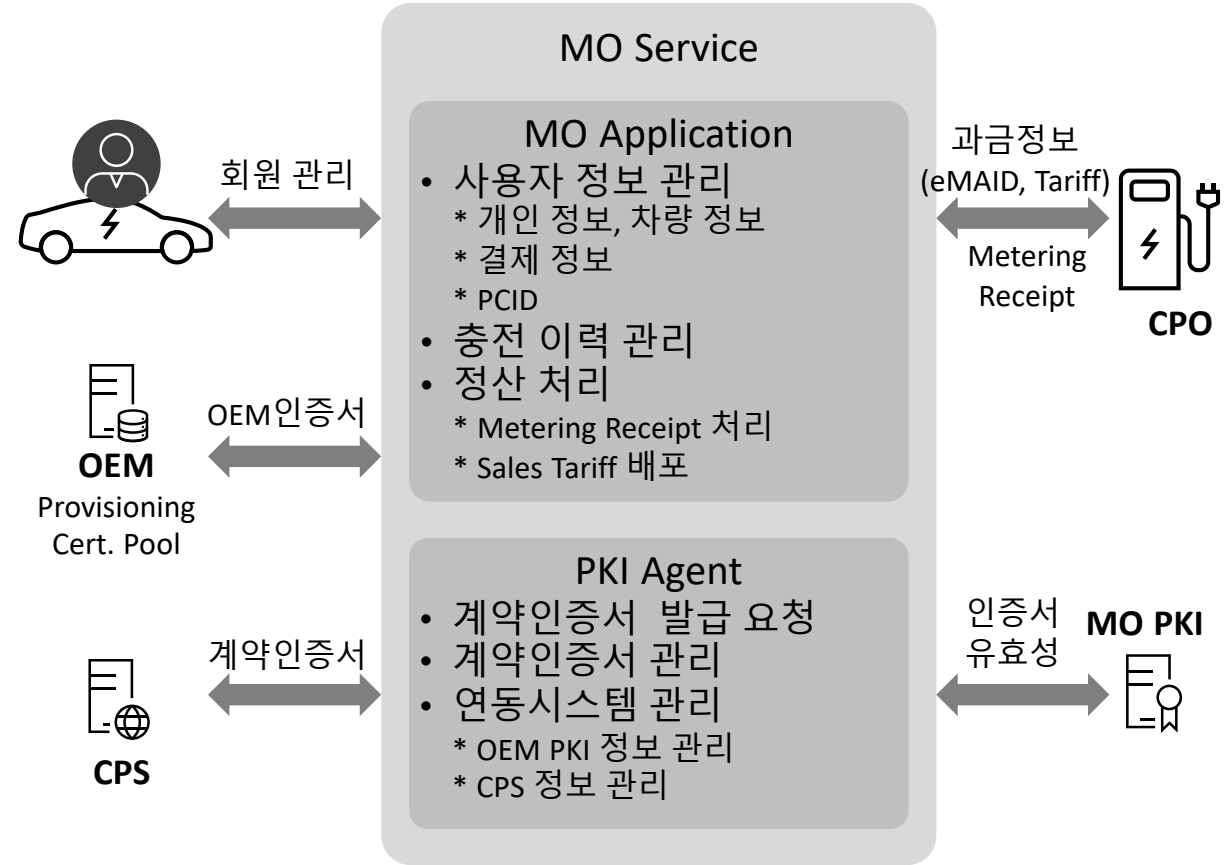 MO Service
MO Application
• 사용자 정보 관리
* 개인 정보, 차량 정보
* 결제 정보
* PCID
• 충전 이력 관리
• 정산 처리
* Metering Receipt 처리
* Sales Tariff 배포
PKI Agent
• 계약인증서 발급 요청
• 계약인증서 관리
• 연동시스템 관리
* OEM PKI 정보 관리
* CPS 정보 관리
회원 관리
OEM인증서
OEM
Provisioning
Cert. Pool
계약인증서
CPS
과금정보
(eMAID, Tariff)
Metering
Receipt
CPO
인증서
유효성
MO PKI